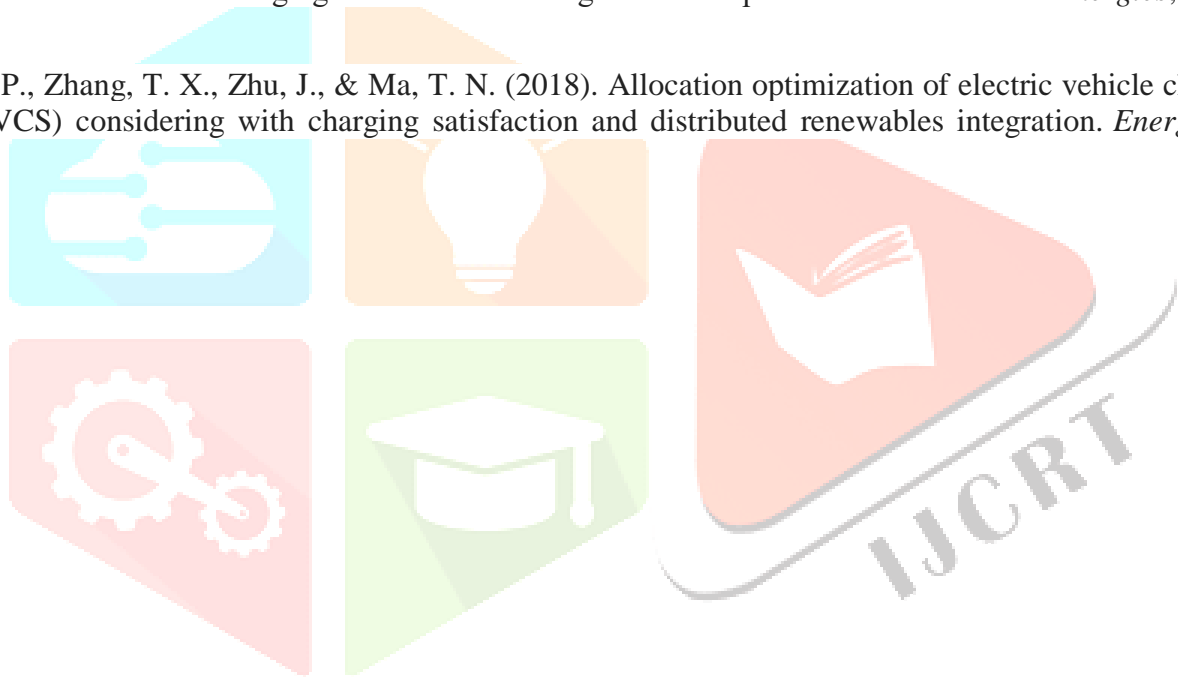 P., Zhang, T. X., Zhu, J., & Ma, T. N. (2018). Allocation optimization of electric vehicle c
VCS) considering with charging satisfaction and distributed renewables integration. Energ
IJCRT